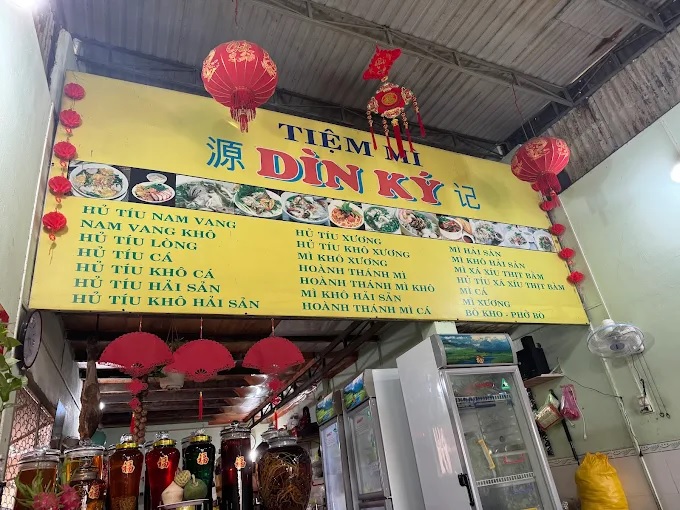 TIỆM MÌ
源 DÌN KÝ 记
HỦ TÍU NAM VANG
NAM VANG KHÔ
HỦ TÍU LÒNG
HỦ TÍU CÁ
HỦ TÍU KHÔ CÁ
HỦ TÍU HẢI SẢN
HỦ TÍU KHÔ HẢI SẢN
HỦ TÍU XƯƠNG
HỦ TÍU KHÔ XƯƠNG
MÌ KHÔ XƯƠNG
HOÀNH THÁNH MÌ
HOÀNH THÁNH MÌ KHÔ
MÌ KHÔ HẢI SẢN
HOÀNH THÁNH MÌ CÁ
MÌ HẢI SẢN
MÌ KHÔ HẢI SẢN
MÌ XÁ XÍU THỊT BẰM
HỦ TÍU XÁ XÍU THỊT BẰM
MÌ CÁ
MÌ XƯƠNG
BÒ KHO - PHỞ BÒ